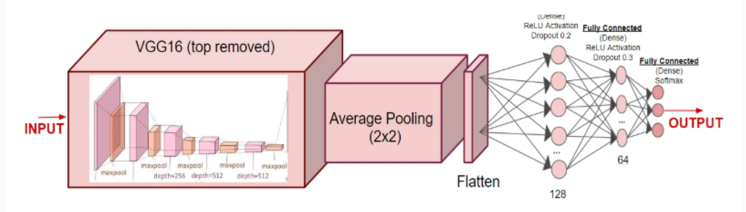 VGG16 (top removed)
maxpool
maxpool
depth=256
maxpool
depth=512
maxpool
depth=512
maxpool
INPUT
Average Pooling
(2x2)
Flatten
(Dense)
ReLU Activation
Dropout 0.2
128
Fully Connected
(Dense)
ReLU Activation
Dropout 0.3
...
...
64
Fully Connected
(Dense)
Softmax
OUTPUT